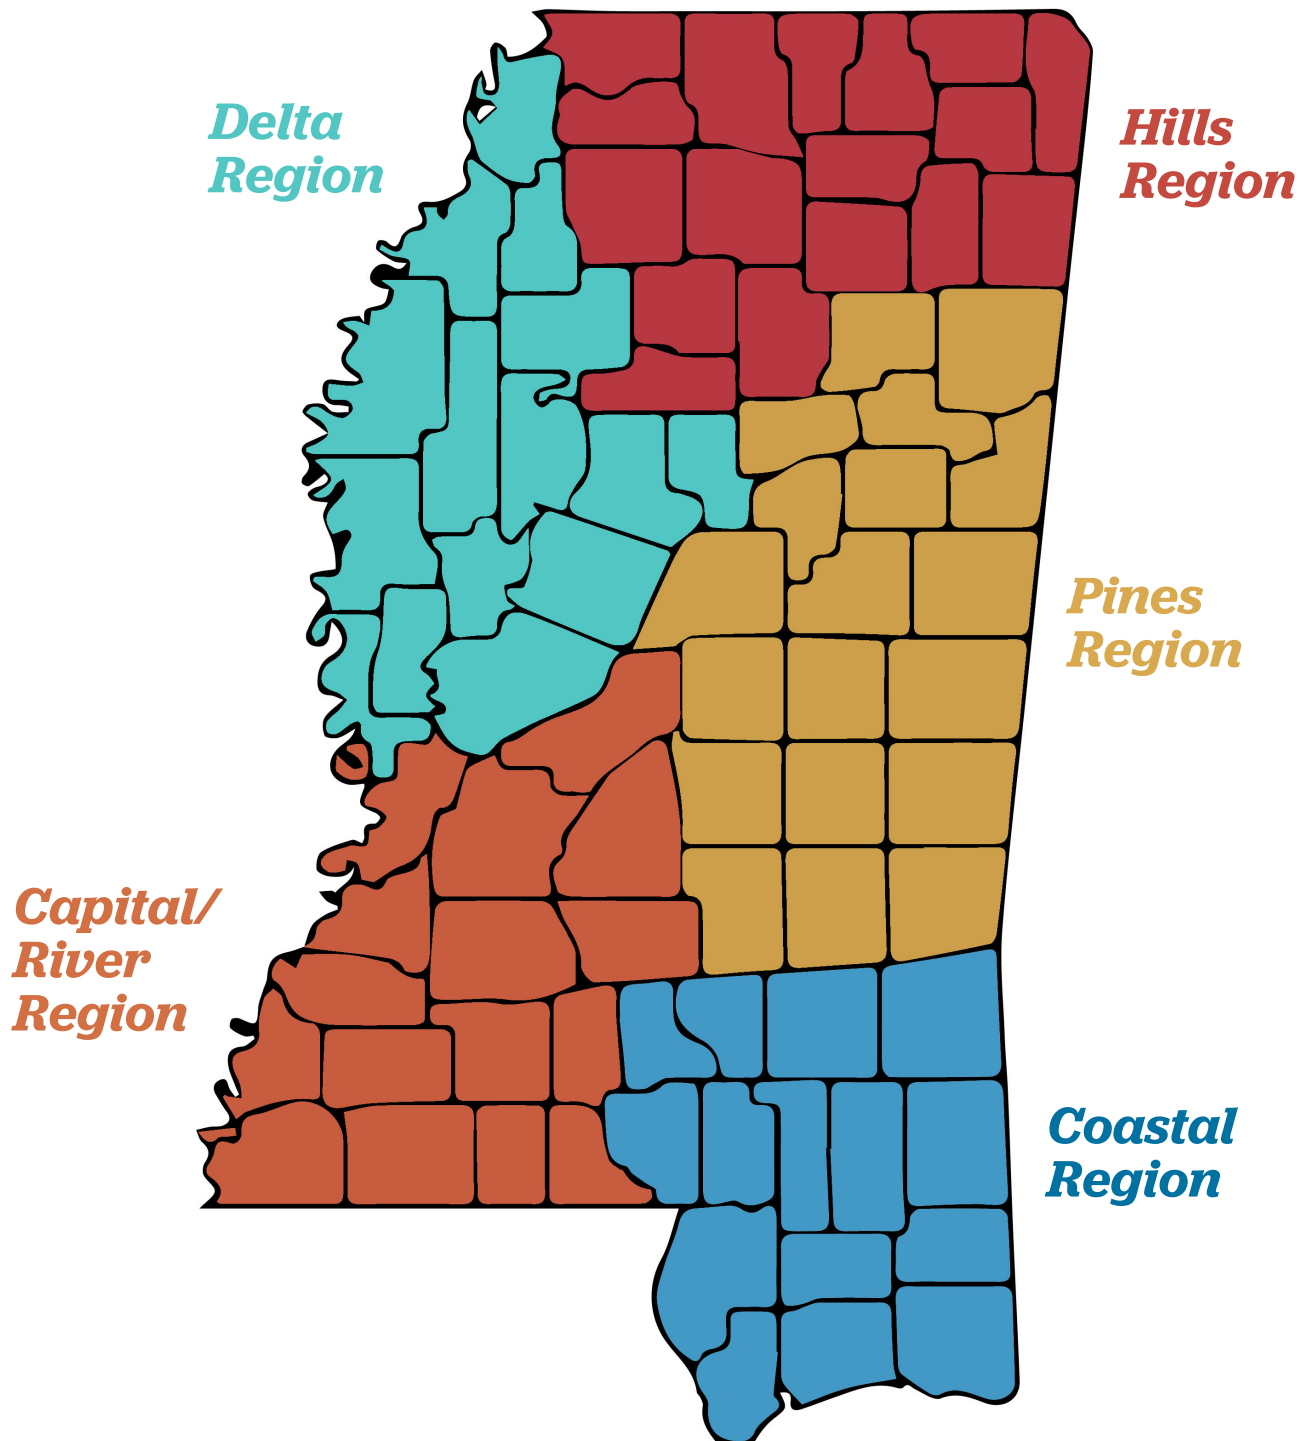 Delta
Region
Hills
Region
Pines
Region
Capital/
River
Region
Coastal
Region